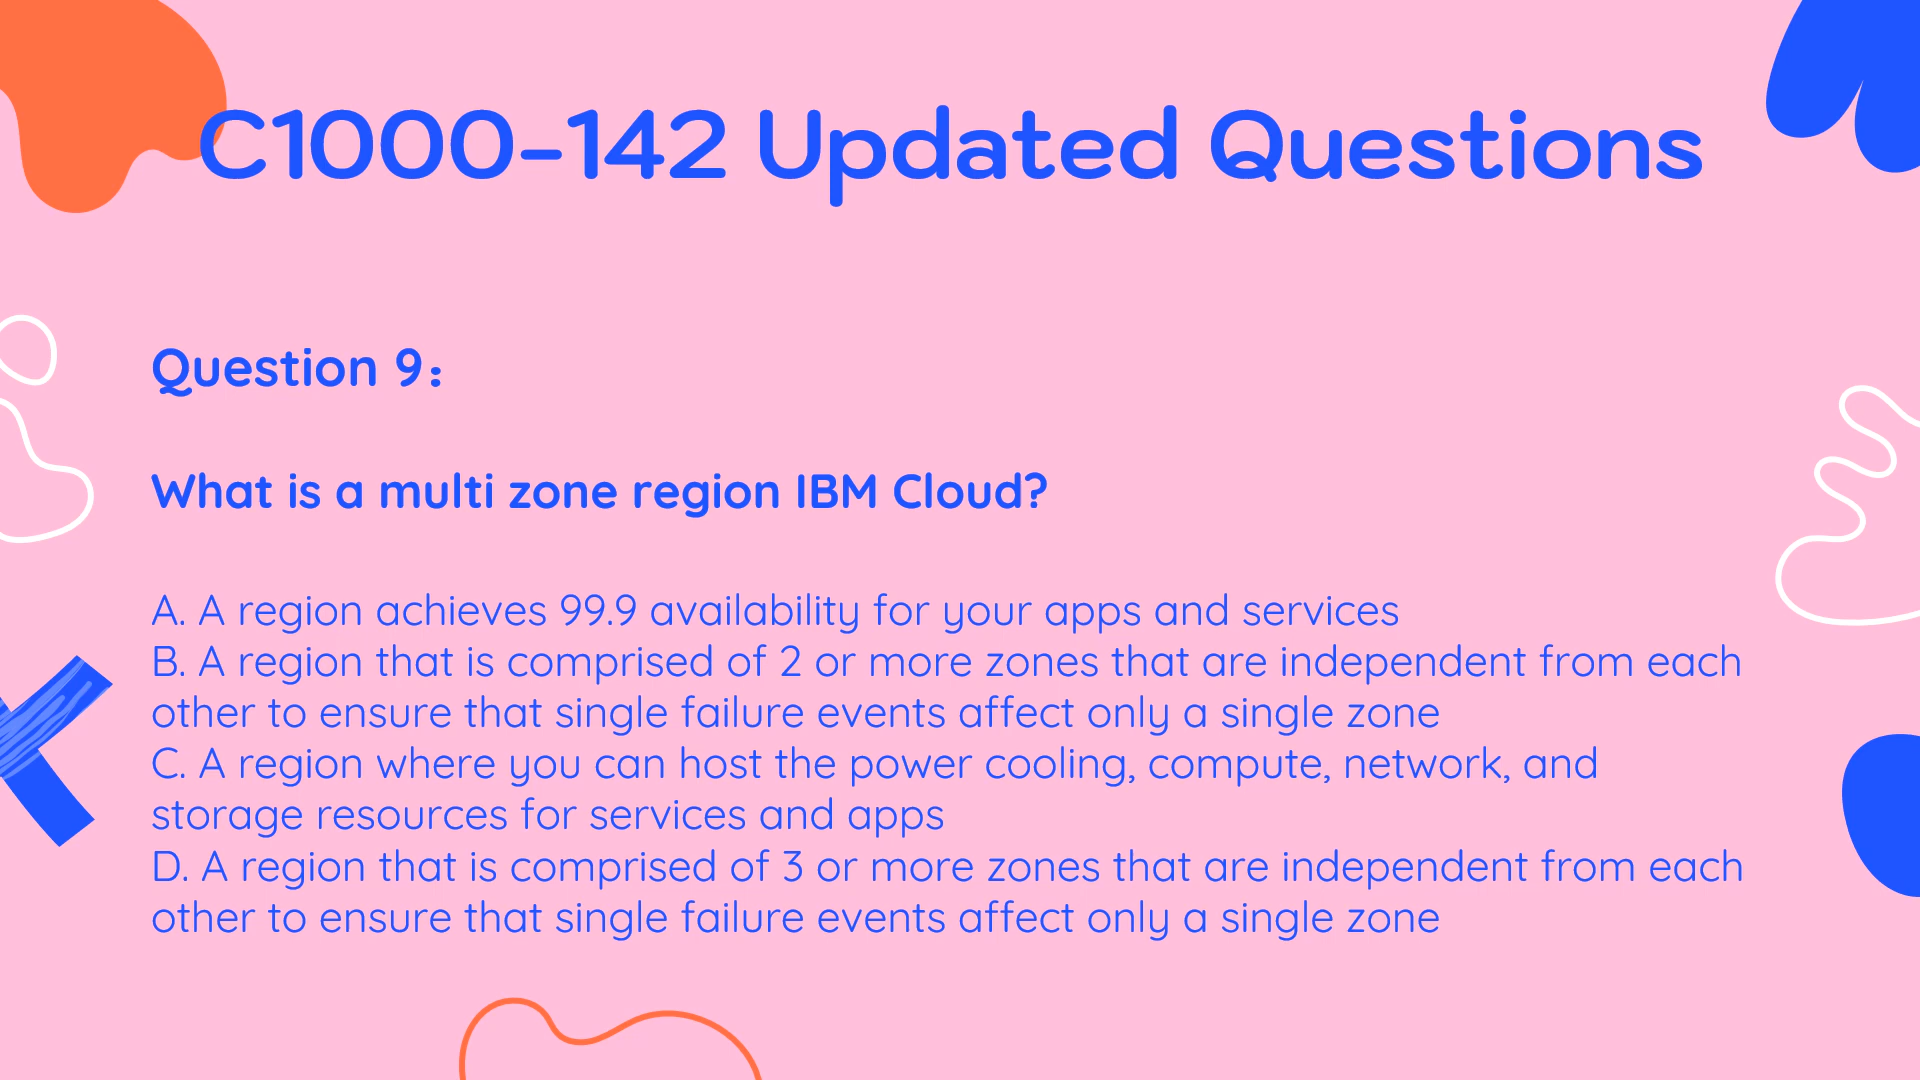 C1000-142 Updated Questions
Question 9：
What is a multi zone region IBM Cloud?
A. A region achieves 99.9 availability for your apps and services
B. A region that is comprised of 2 or more zones that are independent from each
other to ensure that single failure events affect only a single zone
C. A region where you can host the power cooling, compute, network, and
storage resources for services and apps
D. A region that is comprised of 3 or more zones that are independent from each
other to ensure that single failure events affect only a single zone